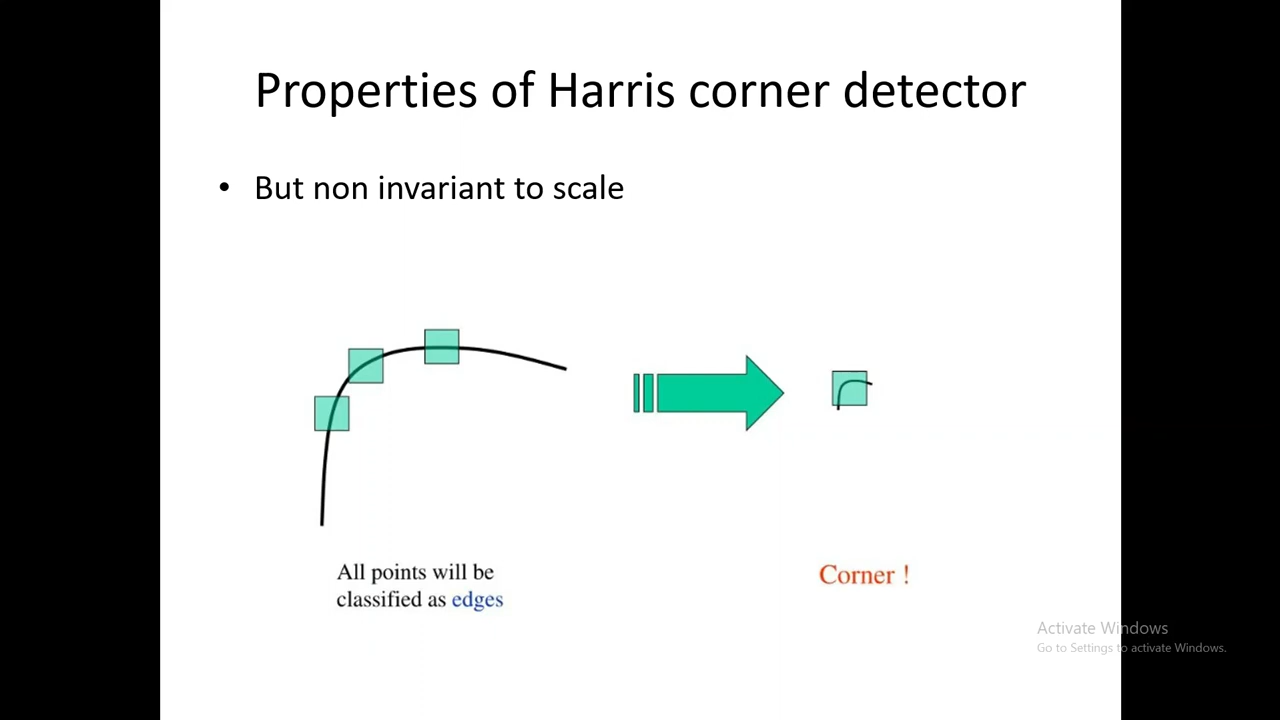 Properties of Harris corner detector
• But non invariant to scale
All points will be
classified as edges
Corner !
Activate Windows
Go to Settings to activate Windows.